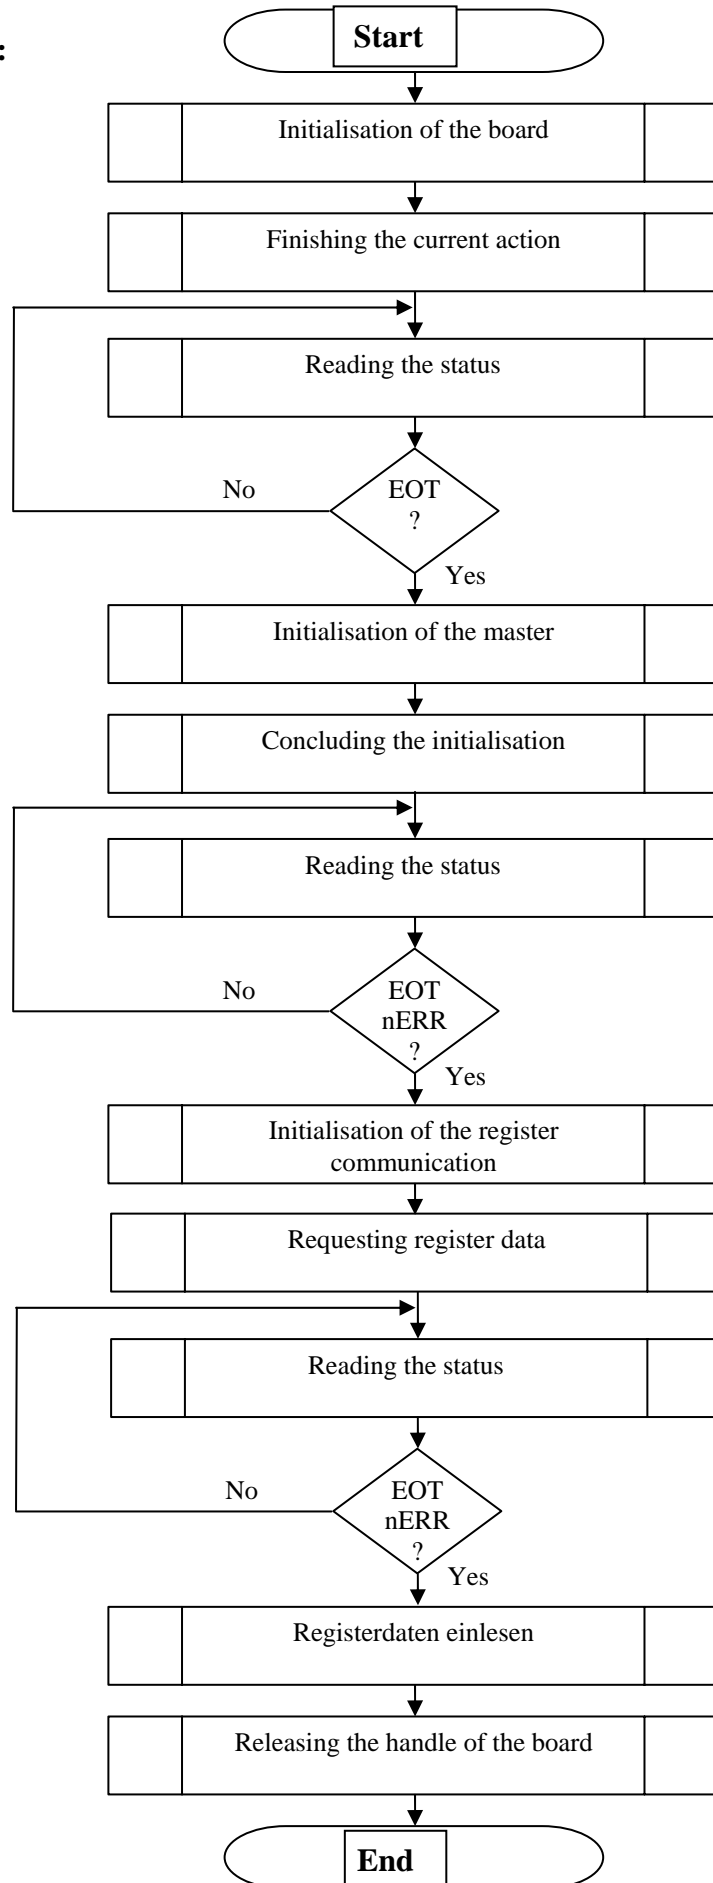 :
Start
Initialisation of the board
Finishing the current action
Reading the status
No
EOT
?
Yes
Initialisation of the master
Concluding the initialisation
Reading the status
No
EOT
nERR
?
Yes
Initialisation of the register
communication
Requesting register data
Reading the status
No
EOT
nERR
?
Yes
Registerdaten einlesen
Releasing the handle of the board
End